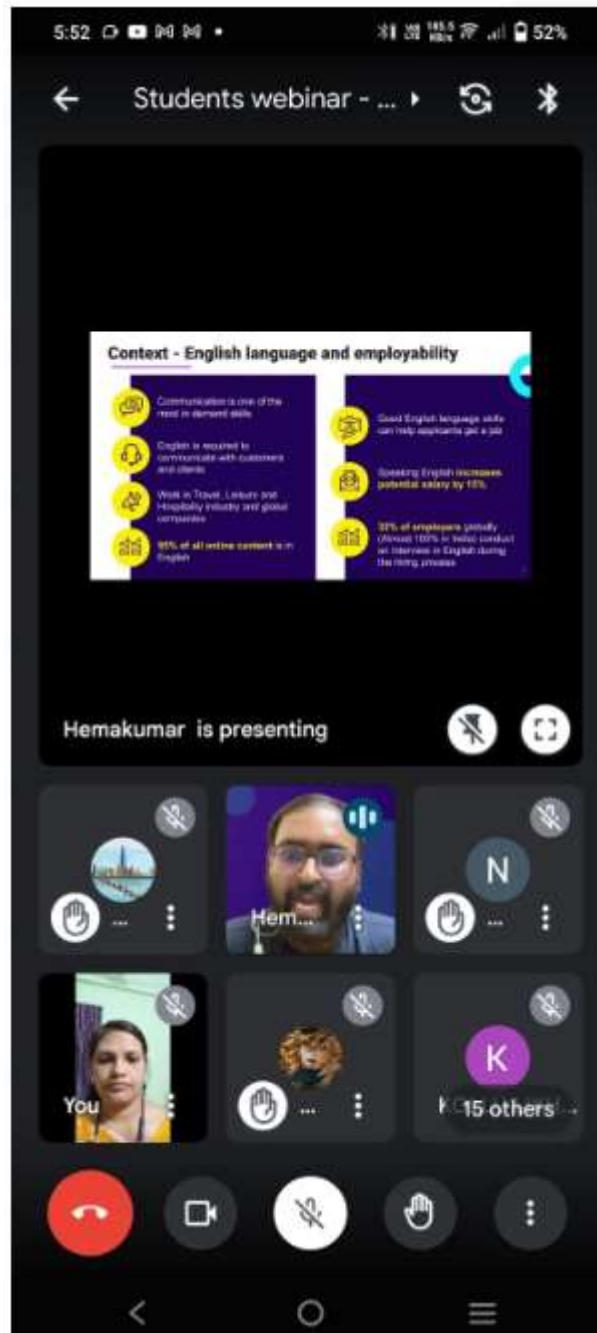 5:52
145.5 KB/s
52%
Students webinar - ...
Context - English language and employability
Communication is one of the
most in demand skills
English is required to
communicate with customers
and clients
Work in Travel, Leisure and
Hospitality industry and global
companies
of all online content is in
English
Good English language skills
can help applicants get a job
Speaking English increases
potential salary by
of employers globally
(Almost 100% in India) conduct
an interview in English during
the hiring process
Hemakumar is presenting
...
Hem...
N
...
You
...
K
15 others